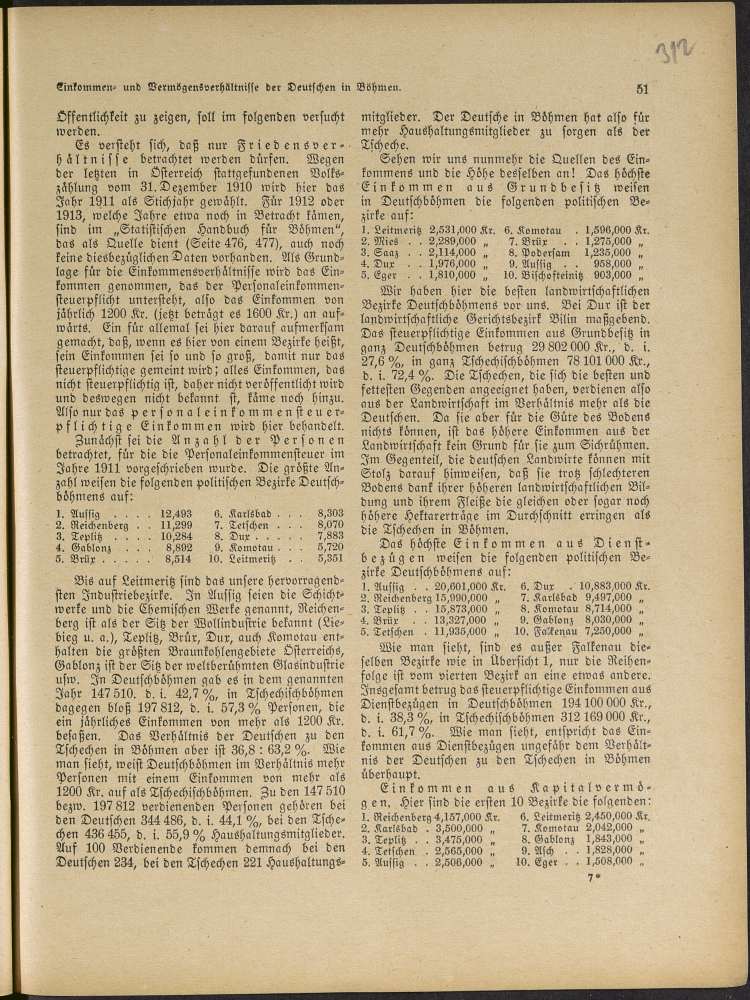 312
Einkommen- und Vermögensverhältnisse der Deutschen in Böhmen. 51
Öffentlichkeit zu zeigen, soll im folgenden versucht
werden.
Es versteht sich, daß nur Friedensver-
hältnisse betrachtet werden dürfen. Wegen
der letzten in Österreich stattgefundenen Volks-
zählung vom 31. Dezember 1910 wird hier das
Jahr 1911 als Stichjahr gewählt. Für 1912 oder
1913, welche Jahre etwa noch in Betracht kämen,
sind im „Statistischen Handbuch für Böhmen“,
das als Quelle dient (Seite 476, 477), auch noch
keine diesbezüglichen Daten vorhanden. Als Grund-
lage für die Einkommensverhältnisse wird das Ein-
kommen genommen, das der Personaleinkommen-
steuerpflicht untersteht, also das Einkommen von
jährlich 1200 Kr. (jetzt beträgt es 1600 Kr.) an auf-
wärts. Ein für allemal sei hier darauf aufmerksam
gemacht, daß, wenn es hier von einem Bezirke heißt,
sein Einkommen sei so und so groß, damit nur das
steuerpflichtige gemeint wird; alles Einkommen, das
nicht steuerpflichtig ist, daher nicht veröffentlicht wird
und deswegen nicht bekannt ist, käme noch hinzu.
Also nur das personaleinkommensteuer-
pflichtige Einkommen wird hier behandelt.
Zunächst sei die Anzahl der Personen
betrachtet, für die die Personaleinkommensteuer im
Jahre 1911 vorgeschrieben wurde. Die größte An-
zahl weisen die folgenden politischen Bezirke Deutsch-
böhmens auf:
1. Aussig . . . . 12,493 6. Karlsbad . . . 8,303
2. Reichenberg . . 11,299 7. Tetschen . . . 8,070
3. Teplitz . . . . 10,284 8. Dux . . . . . 7,883
4. Gablonz . . . 8,892 9. Komotau . . . 5,720
5. Brüx . . . . . 8,514 10. Leitmeritz . . 5,351
Bis auf Leitmeritz sind das unsere hervorragend-
sten Industriebezirke. In Aussig seien die Schicht-
werke und die Chemischen Werke genannt, Reichen-
berg ist als der Sitz der Wollindustrie bekannt (Lie-
bieg u. a.), Teplitz, Brüx, Dux, auch Komotau ent-
halten die größten Braunkohlengebiete Österreichs,
Gablonz ist der Sitz der weltberühmten Glasindustrie
usw. In Deutschböhmen gab es in dem genannten
Jahr 147 510. d. i. 42,7 %, in Tschechischböhmen
dagegen bloß 197 812, d. i. 57,3 % Personen, die
ein jährliches Einkommen von mehr als 1200 Kr.
besaßen. Das Verhältnis der Deutschen zu den
Tschechen in Böhmen aber ist 36,8 : 63,2 %. Wie
man sieht, weist Deutschböhmen im Verhältnis mehr
Personen mit einem Einkommen von mehr als
1200 Kr. auf als Tschechischböhmen. Zu den 147 510
bezw. 197 812 verdienenden Personen gehören bei
den Deutschen 344 486, d. i. 44,1 %, bei den Tsche-
chen 436 455, d. i. 55,9 % Haushaltungsmitglieder.
Auf 100 Verdienende kommen demnach bei den
Deutschen 234, bei den Tschechen 221 Haushaltungs-
mitglieder. Der Deutsche in Böhmen hat also für
mehr Haushaltungsmitglieder zu sorgen als der
Tscheche.
Sehen wir uns nunmehr die Quellen des Ein-
kommens und die Höhe desselben an! Das höchste
Einkommen aus Grundbesitz weisen
in Deutschböhmen die folgenden politischen Be-
zirke auf:
1. Leitmeritz 2,531,000 Kr. 6. Komotau . 1,596,000 Kr.
2. Mies . . 2,289,000 „ 7. Brüx . . 1,275,000 „
3. Saaz . . 2,114,000 „ 8. Podersam 1,235,000 „
4. Dux . . 1,976,000 „ 9. Aussig . . 958,000 „
5. Eger . . 1,810,000 „ 10. Bischofteinitz 903,000 „
Wir haben hier die besten landwirtschaftlichen
Bezirke Deutschböhmens vor uns. Bei Dux ist der
landwirtschaftliche Gerichtsbezirk Bilin maßgebend.
Das steuerpflichtige Einkommen aus Grundbesitz in
ganz Deutschböhmen betrug 29 802 000 Kr., d. i.
27,6 %, in ganz Tschechischböhmen 78 101 000 Kr.,
d. i. 72,4 %. Die Tschechen, die sich die besten und
fettesten Gegenden angeeignet haben, verdienen also
aus der Landwirtschaft im Verhältnis mehr als die
Deutschen. Da sie aber für die Güte des Bodens
nichts können, ist das höhere Einkommen aus der
Landwirtschaft kein Grund für sie zum Sichrühmen.
Im Gegenteil, die deutschen Landwirte können mit
Stolz darauf hinweisen, daß sie trotz schlechteren
Bodens dank ihrer höheren landwirtschaftlichen Bil-
dung und ihrem Fleiße die gleichen oder sogar noch
höhere Hektarerträge im Durchschnitt erringen als
die Tschechen in Böhmen.
Das höchste Einkommen aus Dienst-
bezügen weisen die folgenden politischen Be-
zirke Deutschböhmens auf:
1. Aussig . . 20,601,000 Kr. 6. Dux . 10,883,000 Kr.
2. Reichenberg 15,990,000 „ 7. Karlsbad 9,497,000 „
3. Teplitz . . 15,873,000 „ 8. Komotau 8,714,000 „
4. Brüx . . 13,327,000 „ 9. Gablonz 8,030,000 „
5. Tetschen . 11,935,000 „ 10. Falkenau 7,250,000 „
Wie man sieht, sind es außer Falkenau die-
selben Bezirke wie in Übersicht 1, nur die Reihen-
folge ist vom vierten Bezirk an eine etwas andere.
Insgesamt betrug das steuerpflichtige Einkommen aus
Dienstbezügen in Deutschböhmen 194 100 000 Kr.,
d. i. 38,3 %, in Tschechischböhmen 312 169 000 Kr.,
d. i. 61,7 %. Wie man sieht, entspricht das Ein-
kommen aus Dienstbezügen ungefähr dem Verhält-
nis der Deutschen zu den Tschechen in Böhmen
überhaupt.
Einkommen aus Kapitalvermö-
gen. Hier sind die ersten 10 Bezirke die folgenden:
1. Reichenberg 4,157,000 Kr. 6. Leitmeritz 2,450,000 Kr.
2. Karlsbad . 3,500,000 „ 7. Komotau 2,042,000 „
3. Teplitz . . 3,475,000 „ 8. Gablonz 1,843,000 „
4. Tetschen . 2,565,000 „ 9. Asch . . 1,828,000 „
5. Aussig . . 2,506,000 „ 10. Eger . . 1,508,000 „
7*